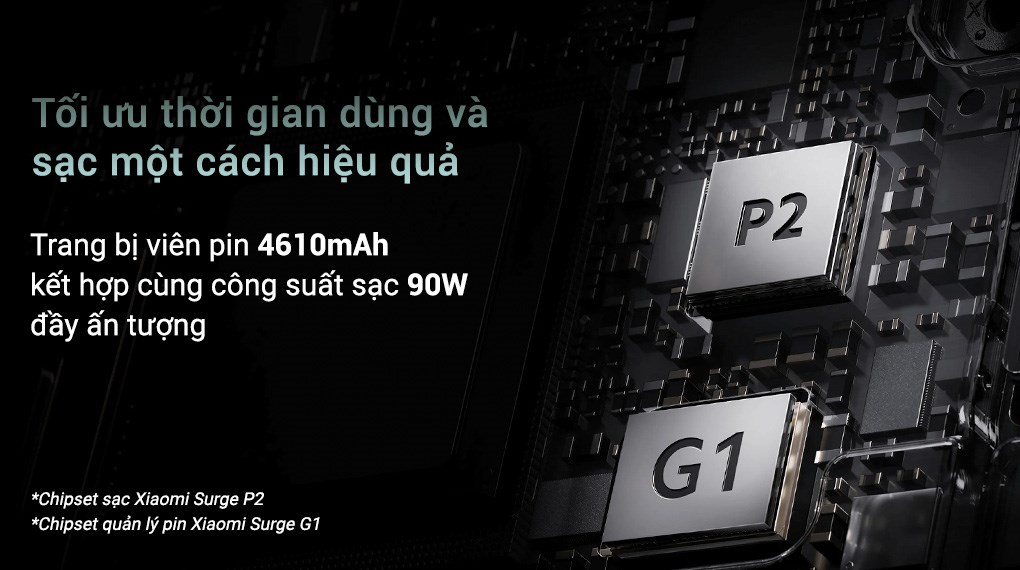 Tối ưu thời gian dùng và
sạc một cách hiệu quả
Trang bị viên pin 4610mAh
kết hợp cùng công suất sạc 90W
đầy ấn tượng
P2
G1
*Chipset sạc Xiaomi Surge P2
*Chipset quản lý pin Xiaomi Surge G1